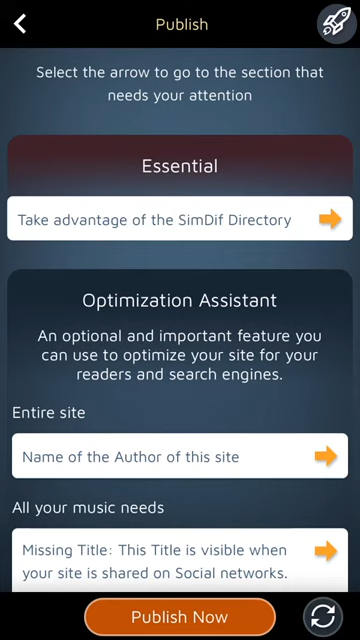 Publish
Select the arrow to go to the section that
needs your attention
Essential
Take advantage of the SimDif Directory
Optimization Assistant
An optional and important feature you
can use to optimize your site for your
readers and search engines.
Entire site
Name of the Author of this site
All your music needs
Missing Title: This Title is visible when
your site is shared on Social networks.
Publish Now